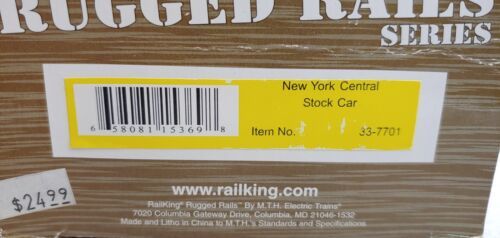 RUGGED RAILS
SERIES
New York Central
Stock Car
6 58081 15369 8
Item No. 33-7701
$24.99
www.railking.com
RailKing® Rugged Rails™ By M.T.H. Electric Trains®
7020 Columbia Gateway Drive, Columbia, MD 21046-1532
Made and Litho in China to M.T.H.'s Standards and Specifications